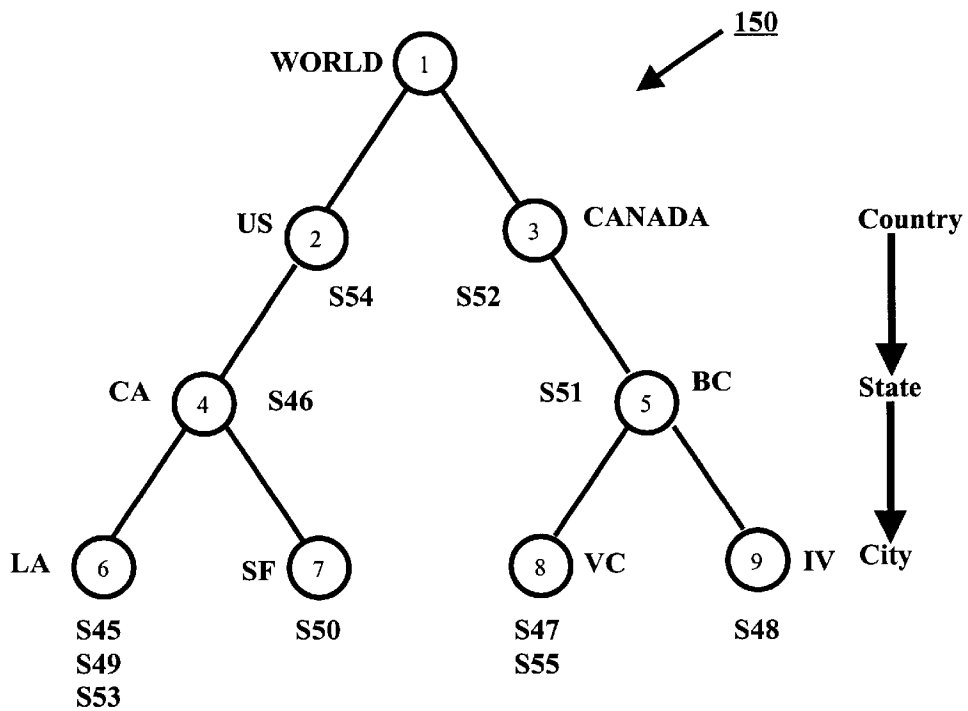 150
WORLD 1
US 2
3 CANADA
Country
S54
S52
CA 4 S46
S51 5 BC
State
LA 6
SF 7
8 VC
9 IV
City
S45
S49
S53
S50
S47
S55
S48